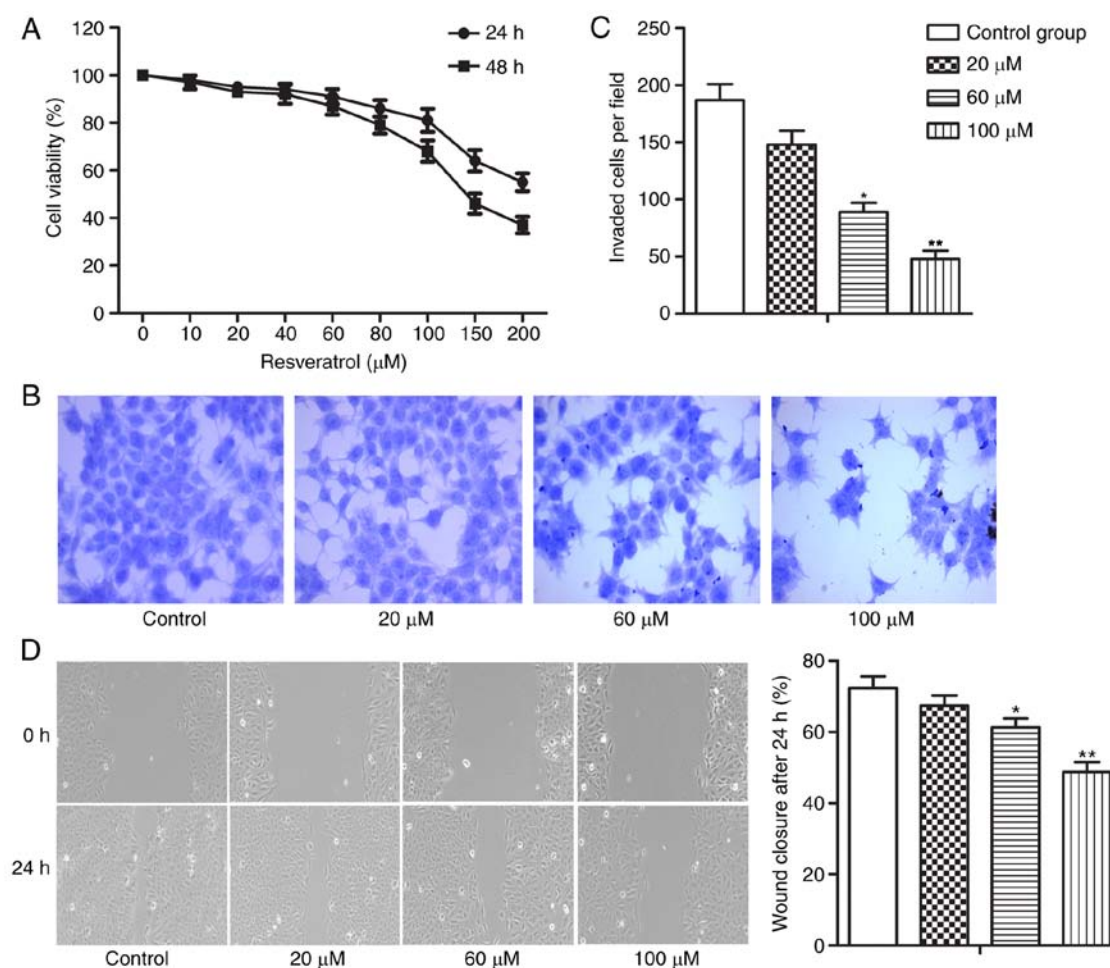 A
120
100
80
60
40
20
0
Cell viability (%)
24 h
48 h
0 10 20 40 60 80 100 150 200
Resveratrol (μM)
C
250
200
150
100
50
0
Invaded cells per field
*
**
Control group
20 μM
60 μM
100 μM
B
Control 20 μM 60 μM 100 μM
D
0 h
24 h
Control 20 μM 60 μM 100 μM
80
60
40
20
0
Wound closure after 24 h (%)
*
**